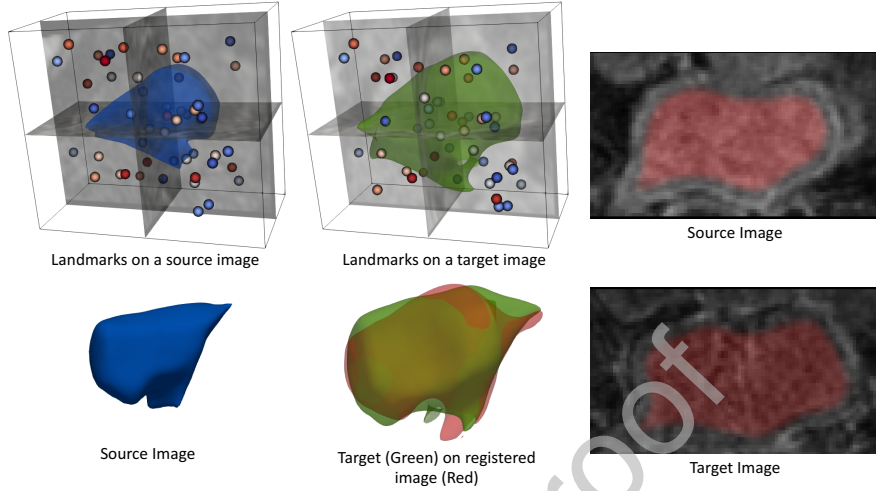 Landmarks on a source image
Landmarks on a target image
Source Image
Source Image
Target (Green) on registered
image (Red)
Target Image
roof